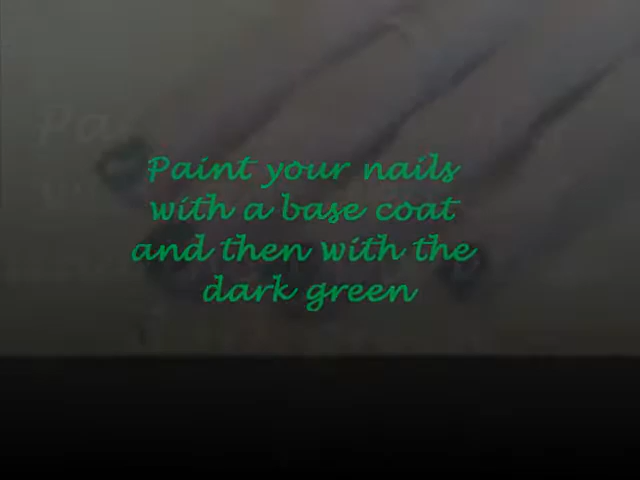 Paint your nails
with a base coat
and then with the
dark green